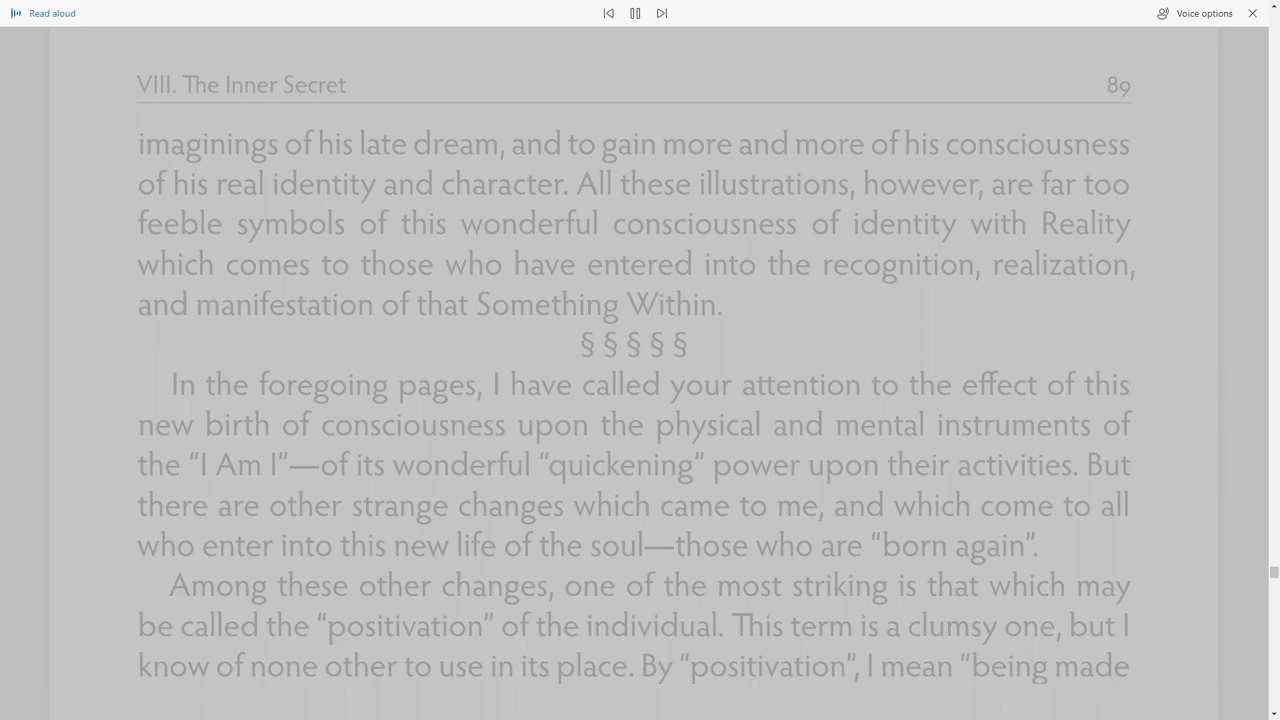 Read aloud
Voice options
VIII. The Inner Secret 89
imaginings of his late dream, and to gain more and more of his consciousness
of his real identity and character. All these illustrations, however, are far too
feeble symbols of this wonderful consciousness of identity with Reality
which comes to those who have entered into the recognition, realization,
and manifestation of that Something Within.
§ § § § §
In the foregoing pages, I have called your attention to the effect of this
new birth of consciousness upon the physical and mental instruments of
the “I Am I”—of its wonderful “quickening” power upon their activities. But
there are other strange changes which came to me, and which come to all
who enter into this new life of the soul—those who are “born again”.
Among these other changes, one of the most striking is that which may
be called the “positivation” of the individual. This term is a clumsy one, but I
know of none other to use in its place. By “positivation”, I mean “being made